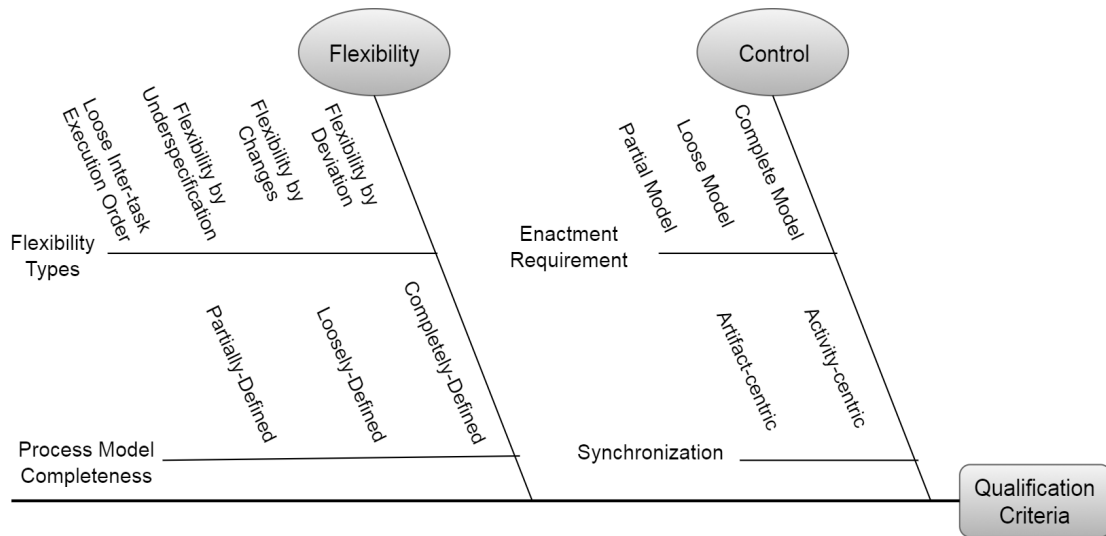 Flexibility
Control
Loose Inter-task
Execution Order
Flexibility by
Underspecification
Flexibility by
Changes
Flexibility by
Deviation
Flexibility
Types
Partial Model
Loose Model
Complete Model
Enactment
Requirement
Partially-Defined
Loosely-Defined
Completely-Defined
Process Model
Completeness
Artifact-centric
Activity-centric
Synchronization
Qualification
Criteria